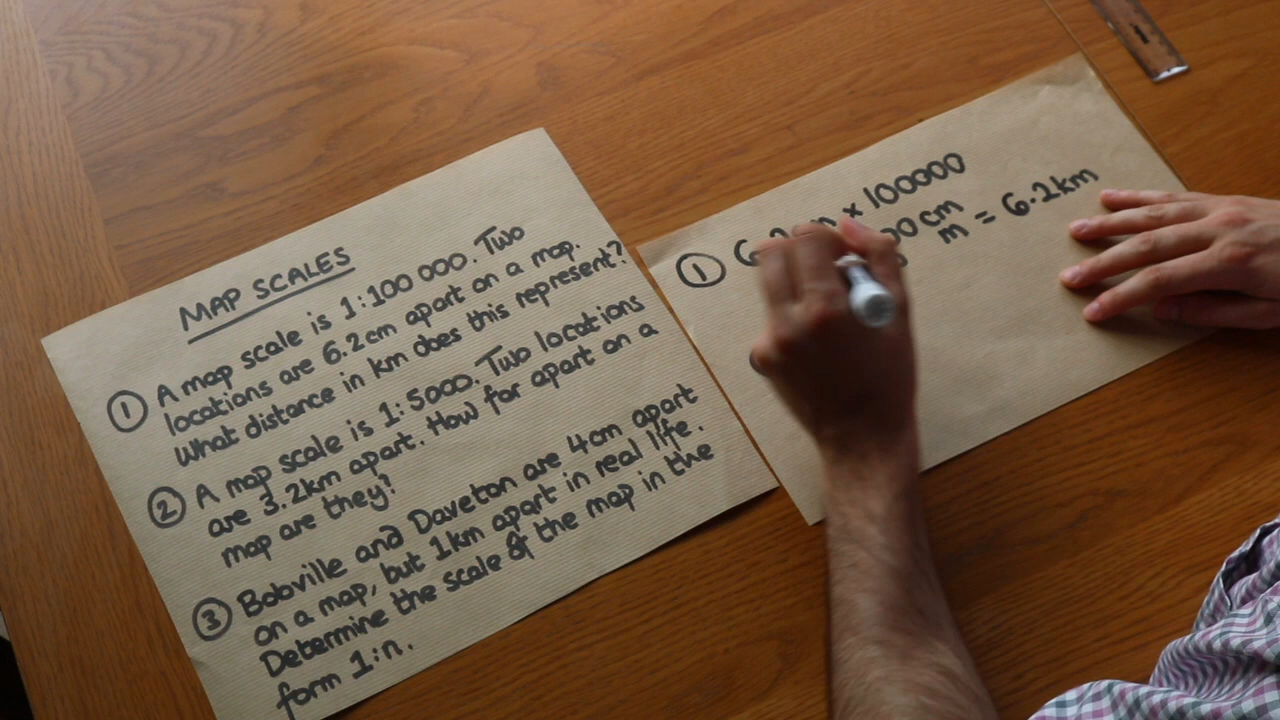 MAP SCALES
① A map scale is 1:100 000. Two
locations are 6.2cm apart on a map.
What distance in km does this represent?
② A map scale is 1:5000. Two locations
are 3.2km apart. How far apart on a
map are they?
③ Bobville and Daveton are 4cm apart
on a map, but 1km apart in real life.
Determine the scale of the map in the
form 1:n.
① × 100000
cm
m = 6.2km